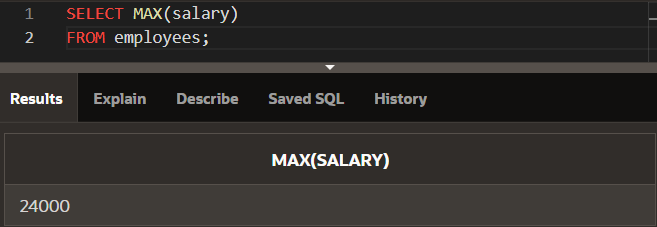 1 SELECT MAX(salary)
2 FROM employees;
Results Explain Describe Saved SQL History
MAX(SALARY)
24000